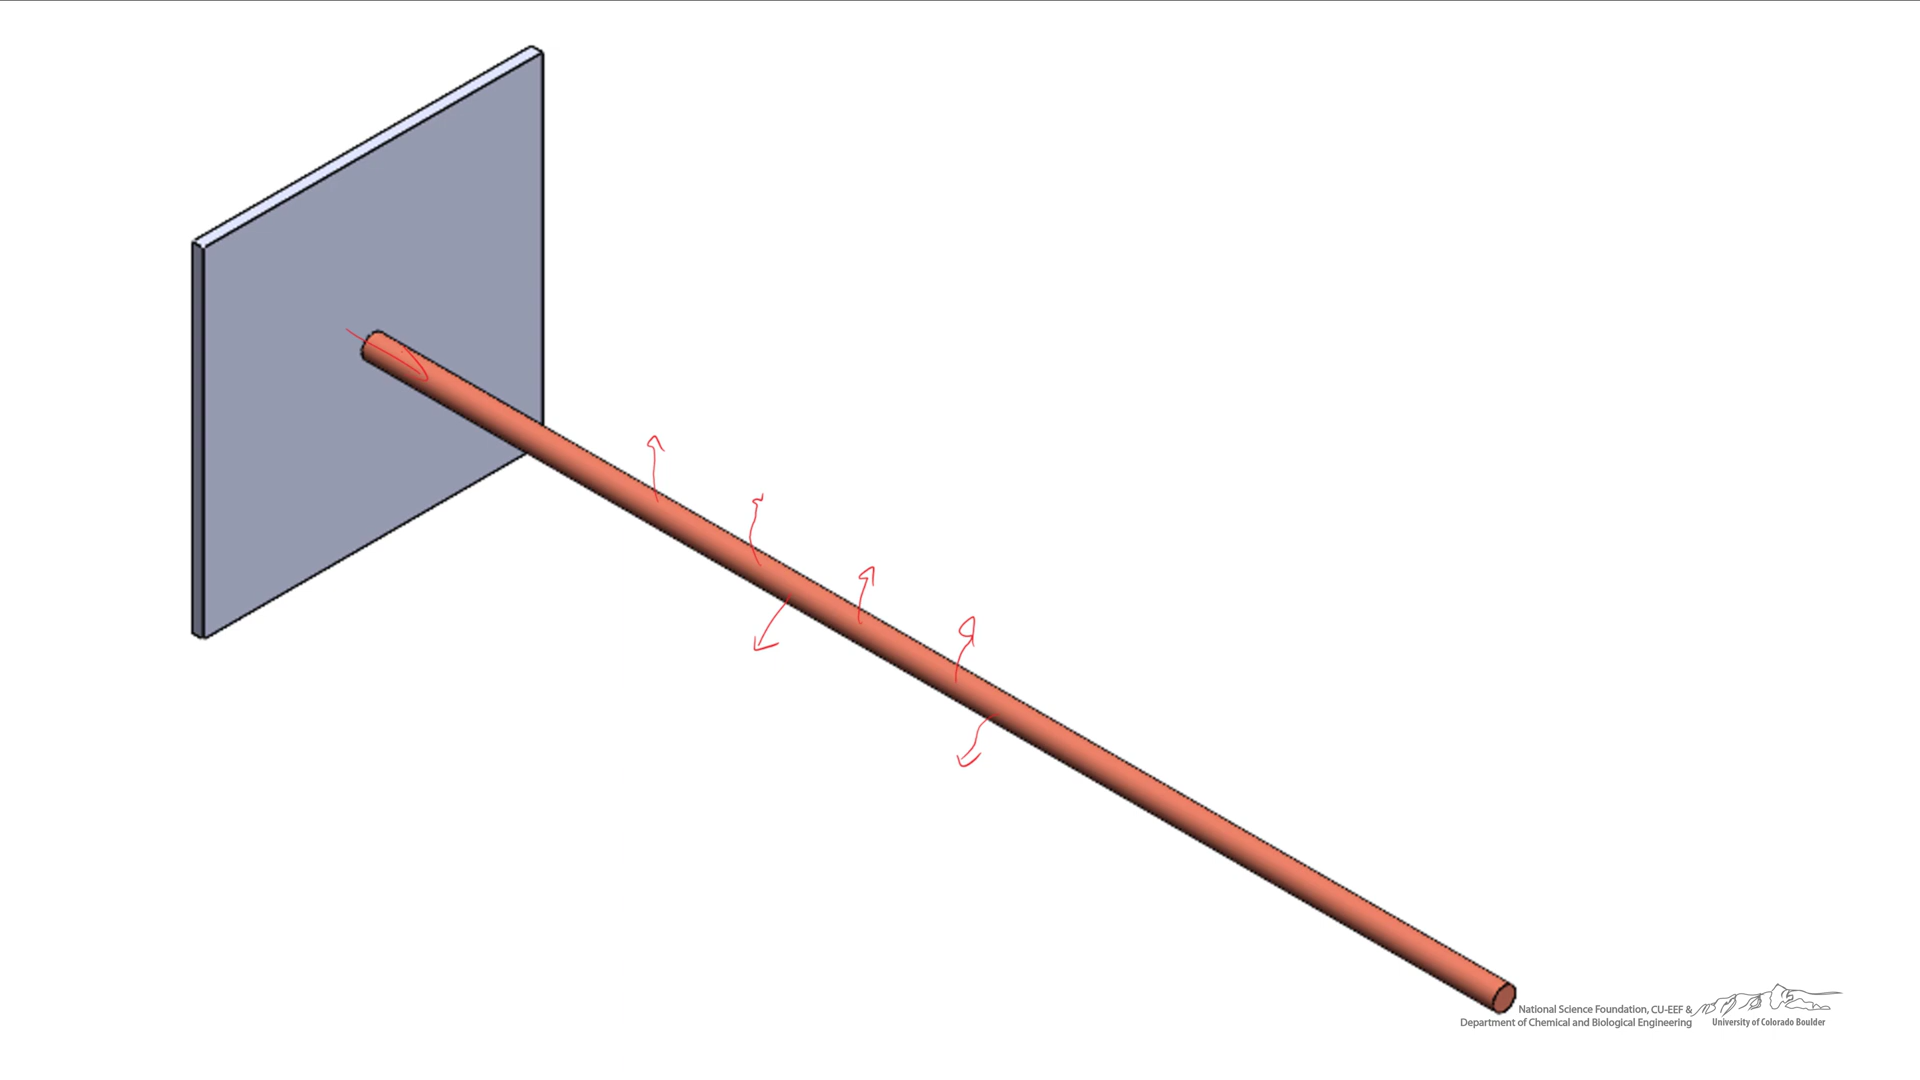 National Science Foundation, CU-EEF &
Department of Chemical and Biological Engineering
University of Colorado Boulder